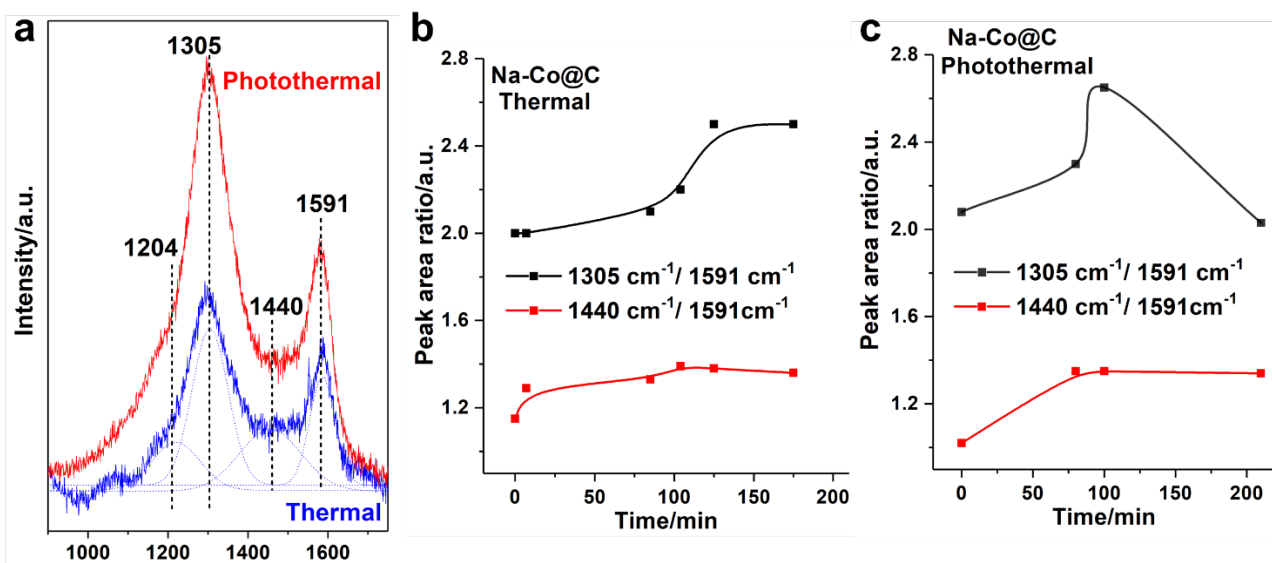 a
1305
Photothermal
1591
1204
1440
Thermal
Intensity/a.u.
1000 1200 1400 1600
b
Na-Co@C
Thermal
2.8
2.4
2.0
1.6
1.2
1305 cm⁻¹/ 1591 cm⁻¹
1440 cm⁻¹/ 1591cm⁻¹
Peak area ratio/a.u.
0 50 100 150 200
Time/min
c
Na-Co@C
Photothermal
2.8
2.4
2.0
1.6
1.2
1305 cm⁻¹/ 1591 cm⁻¹
1440 cm⁻¹/ 1591cm⁻¹
Peak area ratio/a.u.
0 50 100 150 200
Time/min